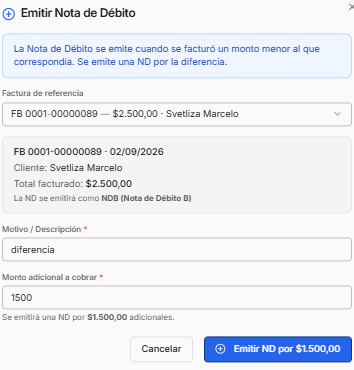 Emitir Nota de Débito
La Nota de Débito se emite cuando se facturó un monto menor al que
correspondía. Se emite una ND por la diferencia.
Factura de referencia
FB 0001-00000089 — $2.500,00 · Svetliza Marcelo
FB 0001-00000089 · 02/09/2026
Cliente: Svetliza Marcelo
Total facturado: $2.500,00
La ND se emitirá como NDB (Nota de Débito B)
Motivo / Descripción *
diferencia
Monto adicional a cobrar *
1500
Se emitirá una ND por $1.500,00 adicionales.
Cancelar
Emitir ND por $1.500,00